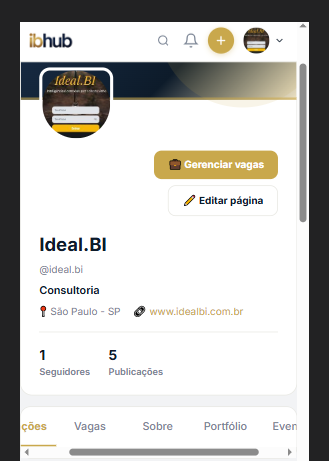 ibhub
Ideal.BI
Gerenciar vagas
Editar página
Ideal.BI
@ideal.bi
Consultoria
São Paulo - SP www.idealbi.com.br
1 5
Seguidores Publicações
ções Vagas Sobre Portfólio Even